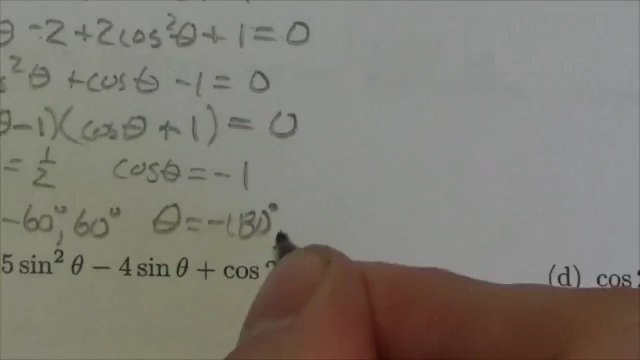 θ - 2 + 2cos²θ + 1 = 0
s²θ + cosθ - 1 = 0
θ - 1)(cosθ + 1) = 0
= 1/2 cosθ = -1
-60°, 60° θ = -180°
5 sin² θ − 4 sin θ + cos
(d) cos